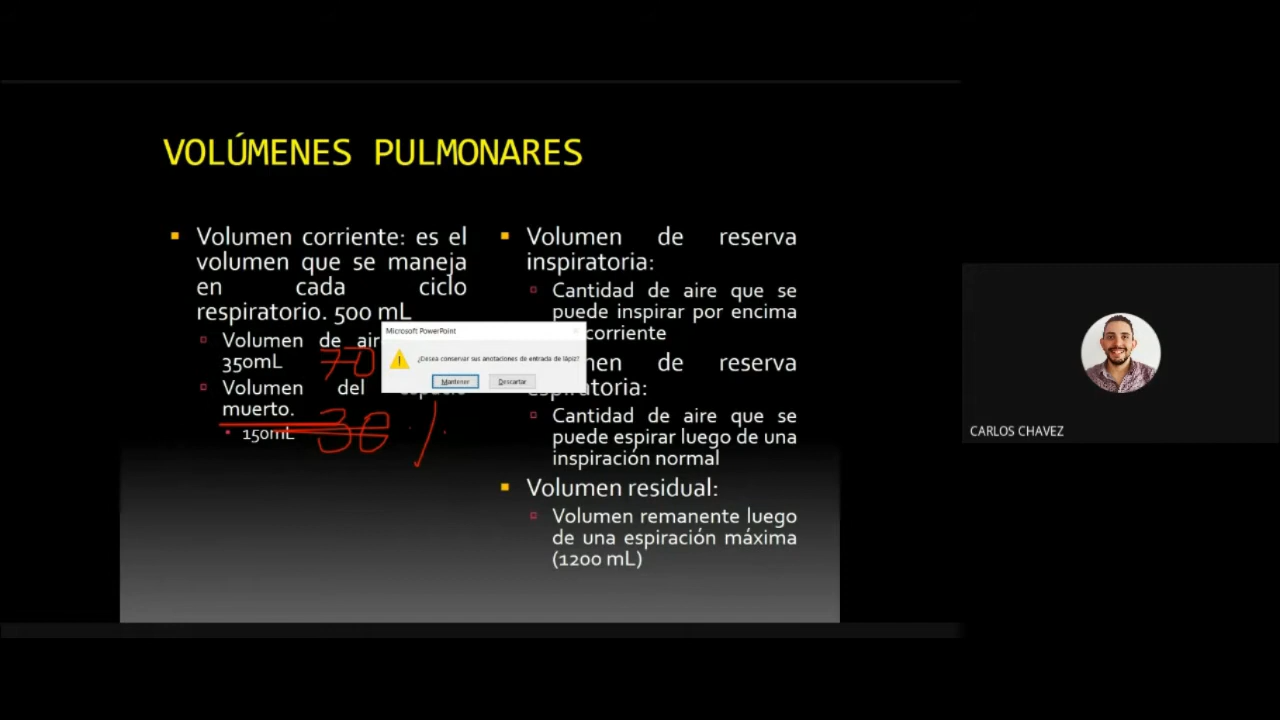 VOLÚMENES PULMONARES
Volumen corriente: es el
volumen que se maneja
en cada ciclo
respiratorio. 500 mL
Volumen de air
350mL
70
Volumen del
muerto.
150mL
30 %
Volumen de reserva
inspiratoria:
Cantidad de aire que se
puede inspirar por encima
corriente
de reserva
Cantidad de aire que se
puede espirar luego de una
inspiración normal
Volumen residual:
Volumen remanente luego
de una espiración máxima
(1200 mL)
Microsoft PowerPoint
¿Desea conservar sus anotaciones de entrada de lápiz?
Mantener
Descartar
CARLOS CHAVEZ